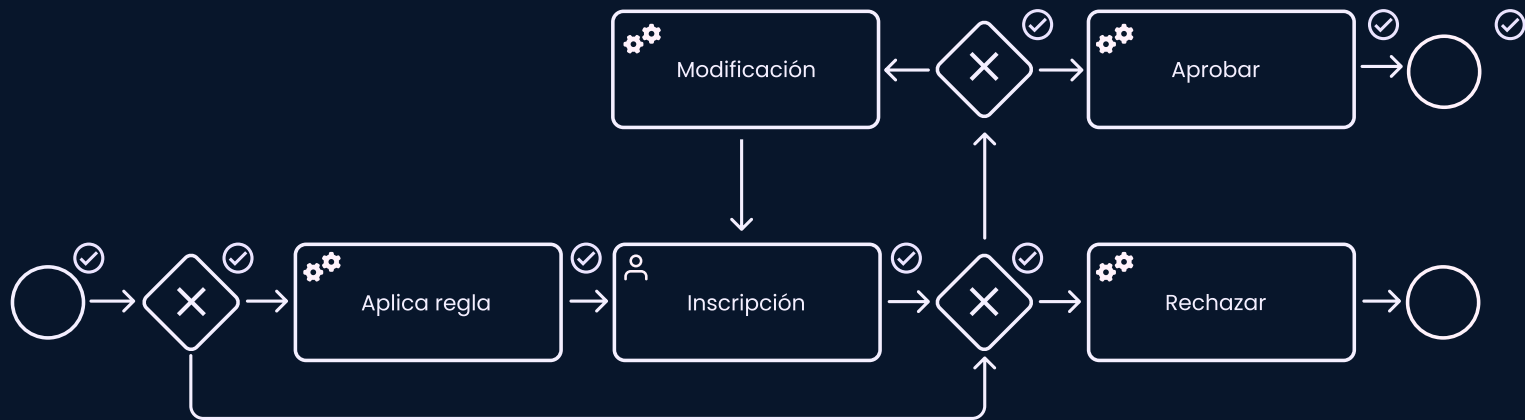 Modificación
Aprobar
Aplica regla
Inscripción
Rechazar